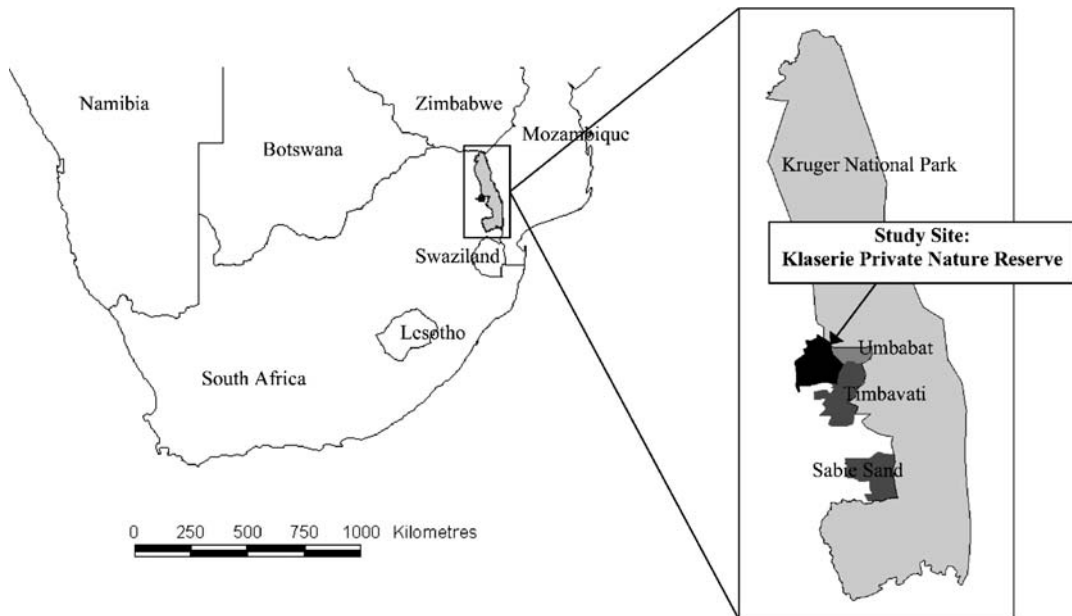 Namibia
Zimbabwe
Mozambique
Botswana
Swaziland
Lesotho
South Africa
0 250 500 750 1000 Kilometres
Kruger National Park
Study Site:
Klaserie Private Nature Reserve
Umbabat
Timbavati
Sabie Sand